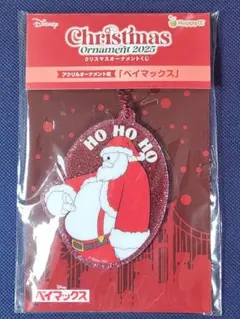 Disney
Happyくじ
Christmas
Ornament 2025
クリスマスオーナメントくじ
アクリルオーナメント賞 「ベイマックス」
HO HO HO
Disney
ベイマックス